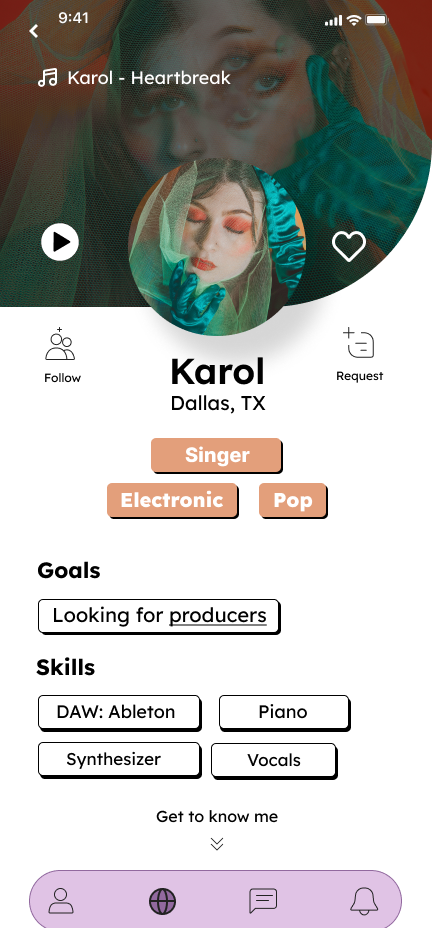 9:41
Karol - Heartbreak
Follow
Request
Karol
Dallas, TX
Singer
Electronic Pop
Goals
Looking for producers
Skills
DAW: Ableton Piano
Synthesizer Vocals
Get to know me